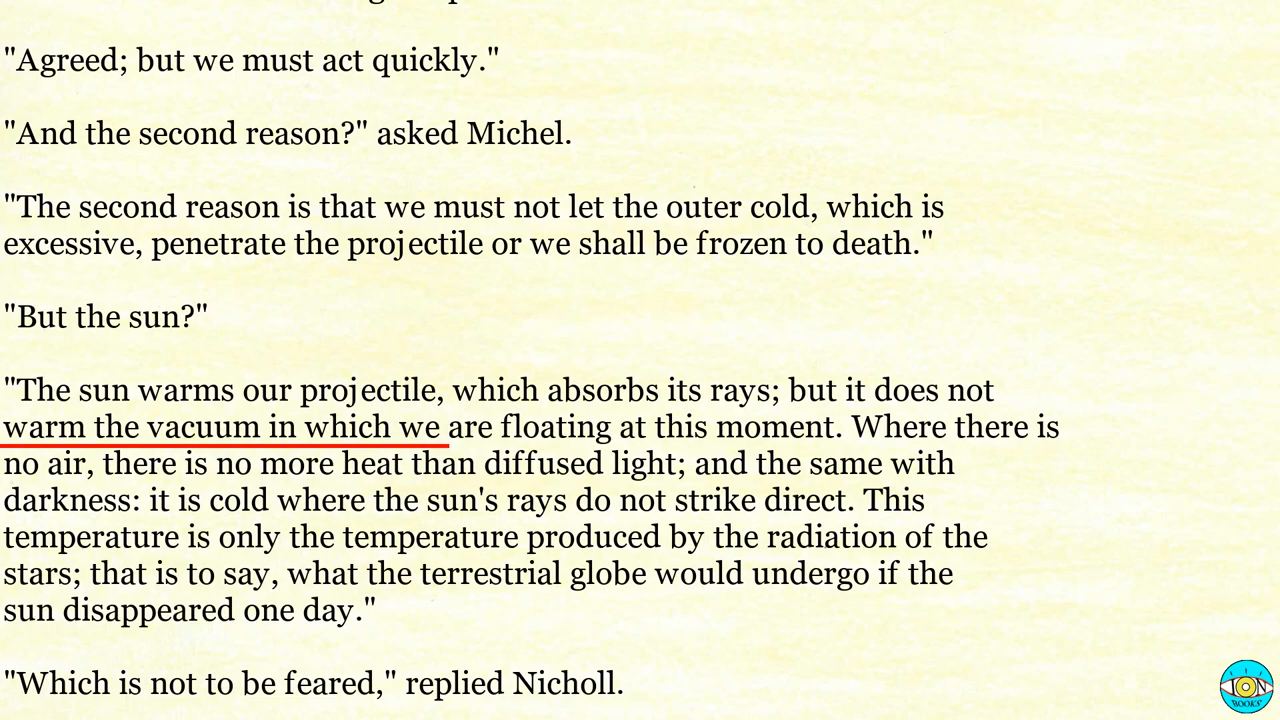 "Agreed; but we must act quickly."
"And the second reason?" asked Michel.
"The second reason is that we must not let the outer cold, which is
excessive, penetrate the projectile or we shall be frozen to death."
"But the sun?"
"The sun warms our projectile, which absorbs its rays; but it does not
warm the vacuum in which we are floating at this moment. Where there is
no air, there is no more heat than diffused light; and the same with
darkness: it is cold where the sun's rays do not strike direct. This
temperature is only the temperature produced by the radiation of the
stars; that is to say, what the terrestrial globe would undergo if the
sun disappeared one day."
"Which is not to be feared," replied Nicholl.
ION
BOOKS